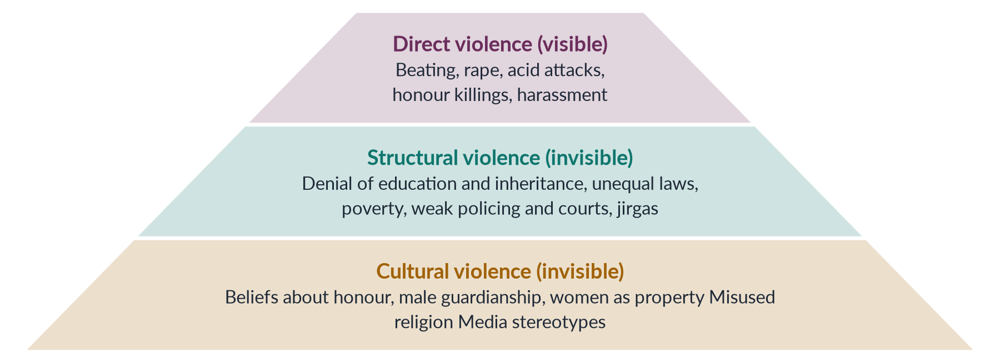 Direct violence (visible)
Beating, rape, acid attacks,
honour killings, harassment
Structural violence (invisible)
Denial of education and inheritance, unequal laws,
poverty, weak policing and courts, jirgas
Cultural violence (invisible)
Beliefs about honour, male guardianship, women as property Misused
religion Media stereotypes